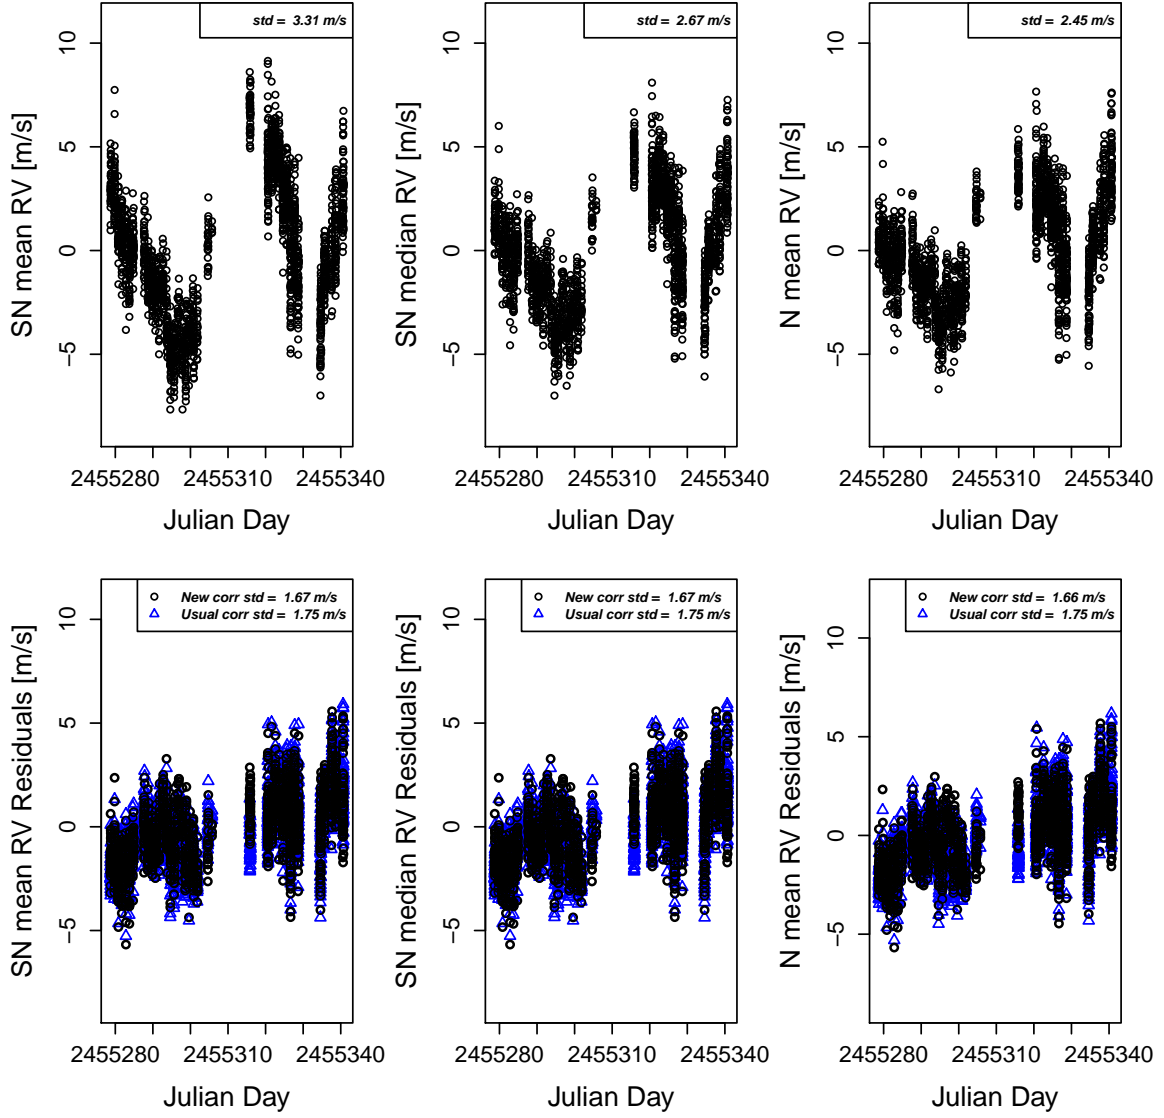 std = 3.31 m/s
SN mean RV [m/s]
10
5
0
−5
2455280 2455310 2455340
Julian Day
std = 2.67 m/s
SN median RV [m/s]
10
5
0
−5
2455280 2455310 2455340
Julian Day
std = 2.45 m/s
N mean RV [m/s]
10
5
0
−5
2455280 2455310 2455340
Julian Day
New corr std = 1.67 m/s
Usual corr std = 1.75 m/s
SN mean RV Residuals [m/s]
10
5
0
−5
2455280 2455310 2455340
Julian Day
New corr std = 1.67 m/s
Usual corr std = 1.75 m/s
SN median RV Residuals [m/s]
10
5
0
−5
2455280 2455310 2455340
Julian Day
New corr std = 1.66 m/s
Usual corr std = 1.75 m/s
N mean RV Residuals [m/s]
10
5
0
−5
2455280 2455310 2455340
Julian Day